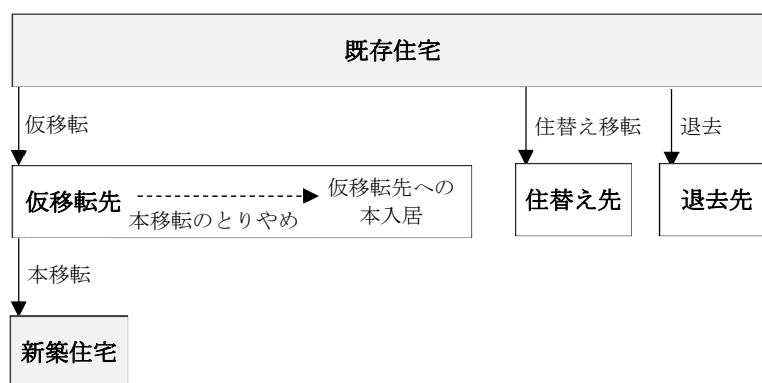 既存住宅
仮移転
住替え移転
退去
仮移転先
本移転のとりやめ
仮移転先への
本入居
住替え先
退去先
本移転
新築住宅